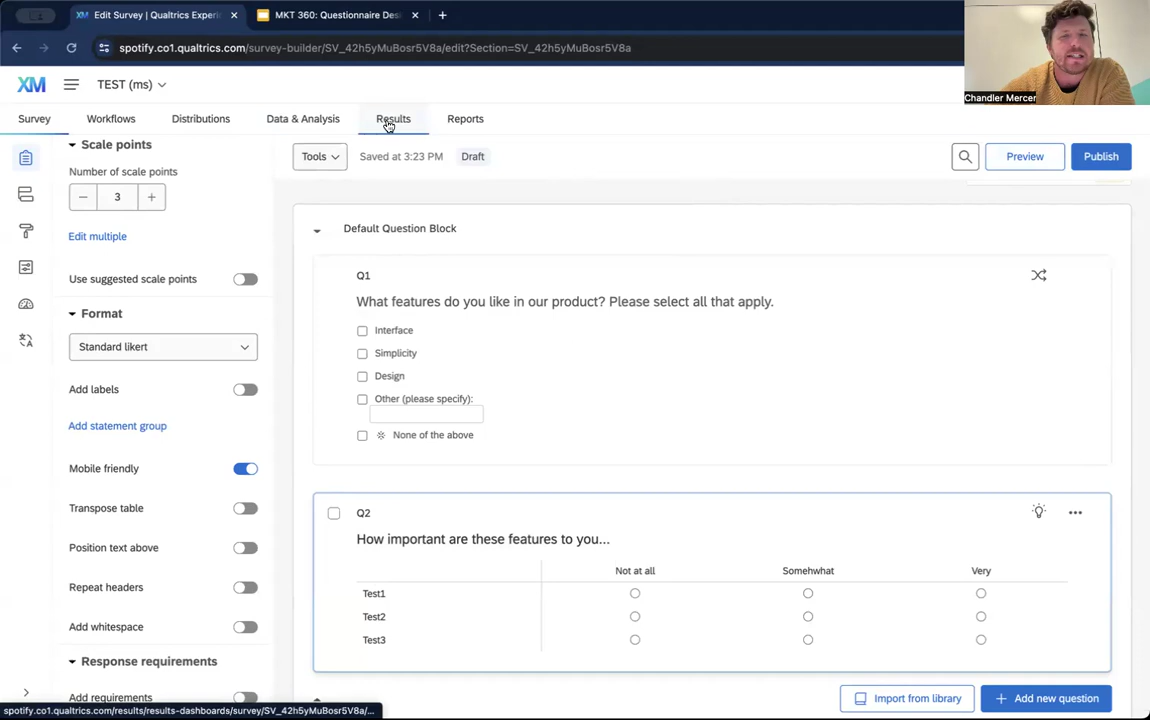 Edit Survey | Qualtrics Experi
MKT 360: Questionnaire Des
spotify.co1.qualtrics.com/survey-builder/SV_42h5yMuBosr5V8a/edit?Section=SV_42h5yMuBosr5V8a
Chandler Mercer
XM
TEST (ms)
Survey
Workflows
Distributions
Data & Analysis
Results
Reports
Scale points
Number of scale points
3
Edit multiple
Use suggested scale points
Format
Standard likert
Add labels
Add statement group
Mobile friendly
Transpose table
Position text above
Repeat headers
Add whitespace
Response requirements
Add requirements
Tools
Saved at 3:23 PM
Draft
Preview
Publish
Default Question Block
Q1
What features do you like in our product? Please select all that apply.
Interface
Simplicity
Design
Other (please specify):
None of the above
Q2
How important are these features to you...
Not at all Somehwhat Very
Test1
Test2
Test3
Import from library
Add new question
spotify.co1.qualtrics.com/results/results-dashboards/survey/SV_42h5yMuBosr5V8a/...